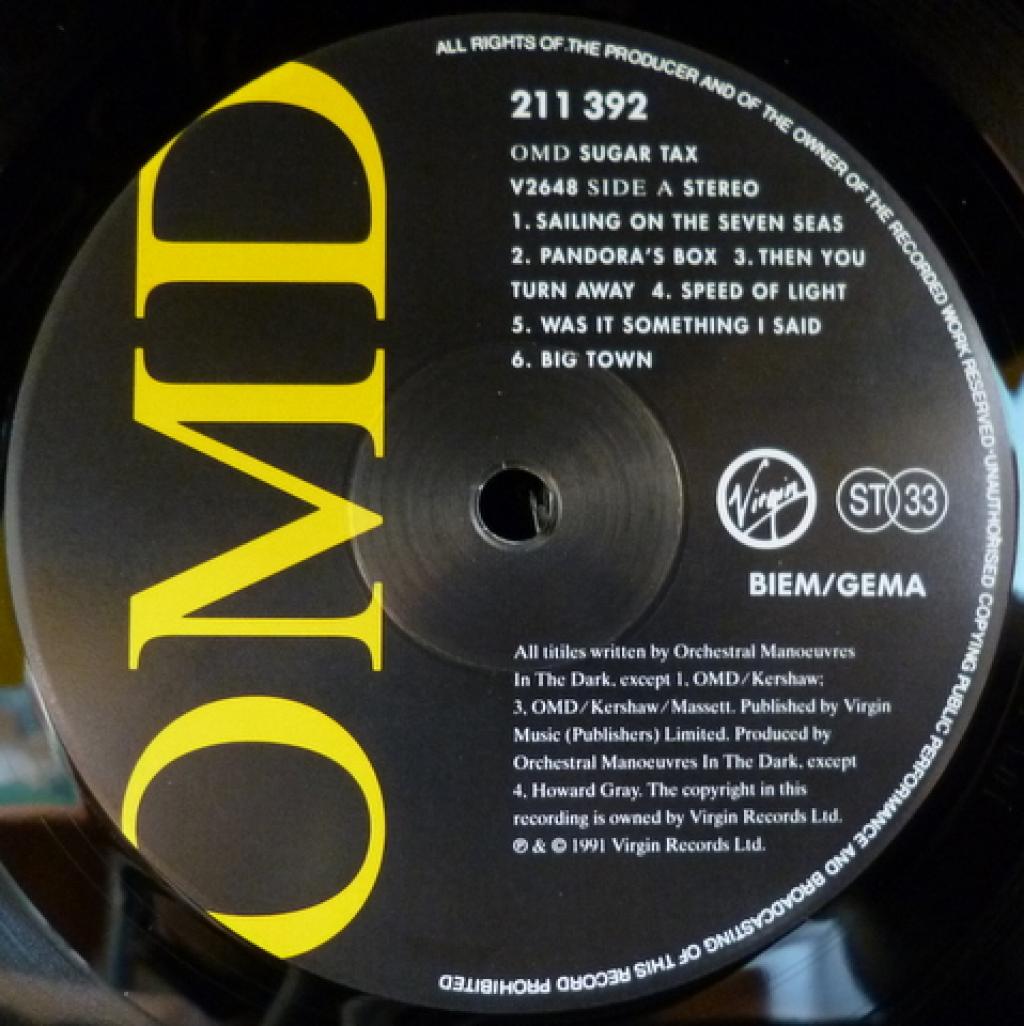 OMD
ALL RIGHTS OF THE PRODUCER AND OF THE OWNER OF THE RECORDED WORK RESERVED · UNAUTHORISED COPYING PUBLIC PERFORMANCE AND BROADCASTING OF THIS RECORD PROHIBITED
211 392
OMD SUGAR TAX
V2648 SIDE A STEREO
1. SAILING ON THE SEVEN SEAS
2. PANDORA'S BOX 3. THEN YOU
TURN AWAY 4. SPEED OF LIGHT
5. WAS IT SOMETHING I SAID
6. BIG TOWN
Virgin
ST 33
BIEM/GEMA
All titiles written by Orchestral Manoeuvres
In The Dark, except 1, OMD/Kershaw;
3, OMD/Kershaw/Massett. Published by Virgin
Music (Publishers) Limited. Produced by
Orchestral Manoeuvres In The Dark, except
4, Howard Gray. The copyright in this
recording is owned by Virgin Records Ltd.
℗ & © 1991 Virgin Records Ltd.